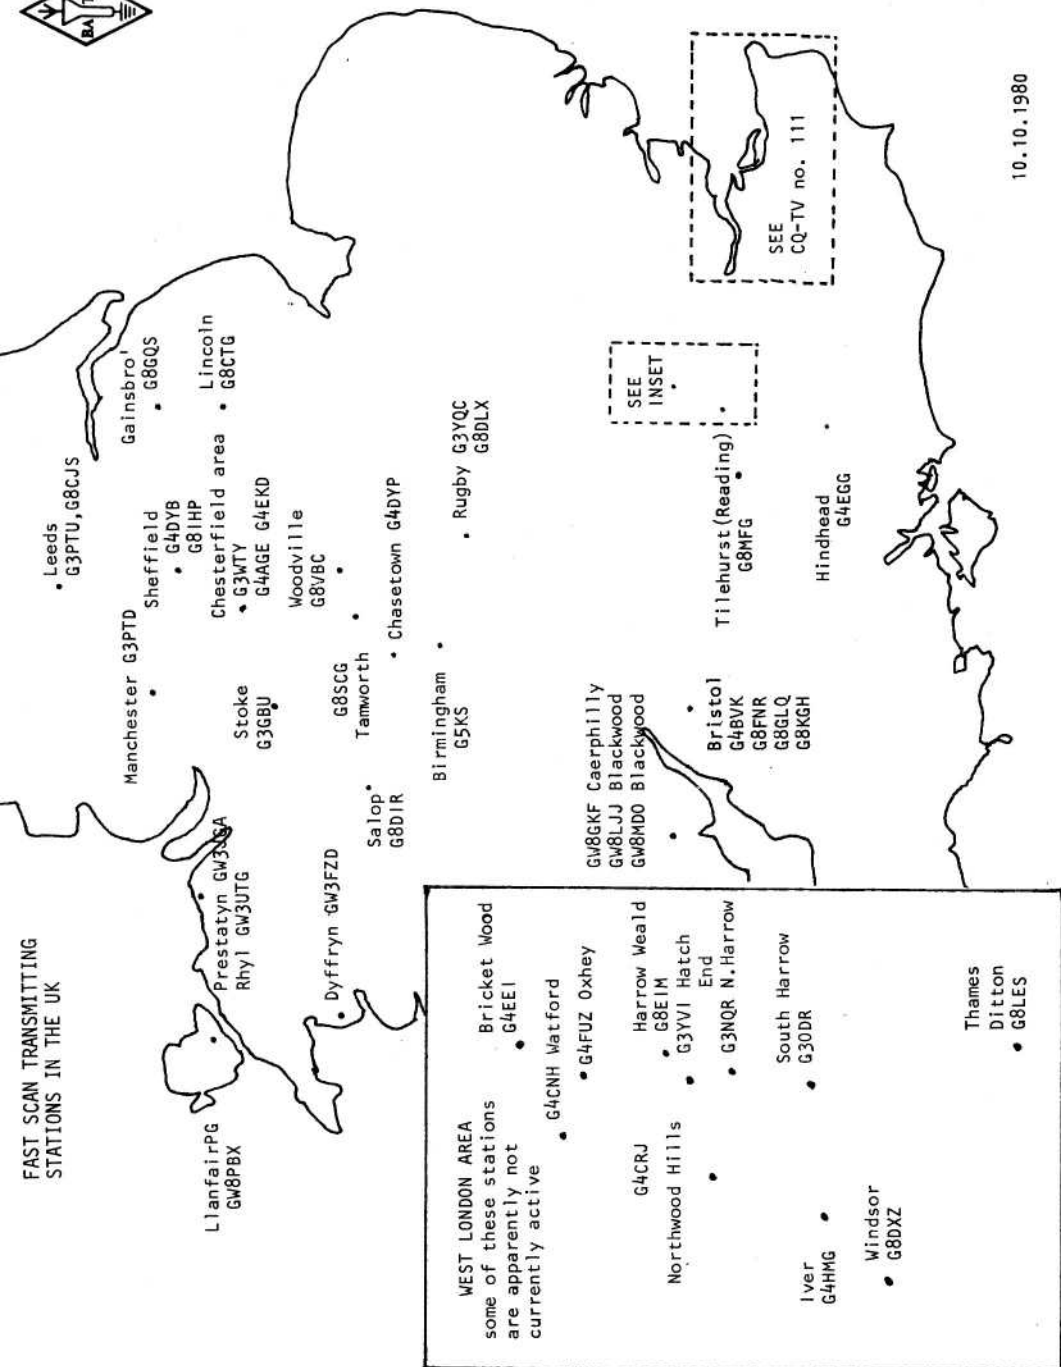 FAST SCAN TRANSMITTING
STATIONS IN THE UK
BA
LlanfairPG
GW8PBX
Prestatyn
Rhyl GW3UTG
Dyffryn GW3FZD
Manchester G3PTD
Leeds
G3PTU,G8CJS
Sheffield
G4DYB
G8IHP
Gainsbro'
G8GQS
Lincoln
G8CTG
Chesterfield area
G3WTY
G4AGE G4EKD
Stoke
G3GBU
Woodville
G8VBC
G8SCG
Tamworth
Salop
G8DIR
Chasetown G4DYP
Birmingham
G5KS
Rugby G3YQC
G8DLX
GW8GKF Caerphilly
GW8LJJ Blackwood
GW8MDO Blackwood
Bristol
G4BVK
G8FNR
G8GLQ
G8KGH
SEE
INSET
Tilehurst(Reading)
G8MFG
SEE
CQ-TV no. 111
Hindhead
G4EGG
10.10.1980
WEST LONDON AREA
some of these stations
are apparently not
currently active
Bricket Wood
G4EEI
G4CNH Watford
G4FUZ Oxhey
Harrow Weald
G8EIM
G3YVI Hatch
End
G3NQR N.Harrow
G4CRJ
Northwood Hills
South Harrow
G3ODR
Iver
G4HMG
Windsor
G8DXZ
Thames
Ditton
G8LES